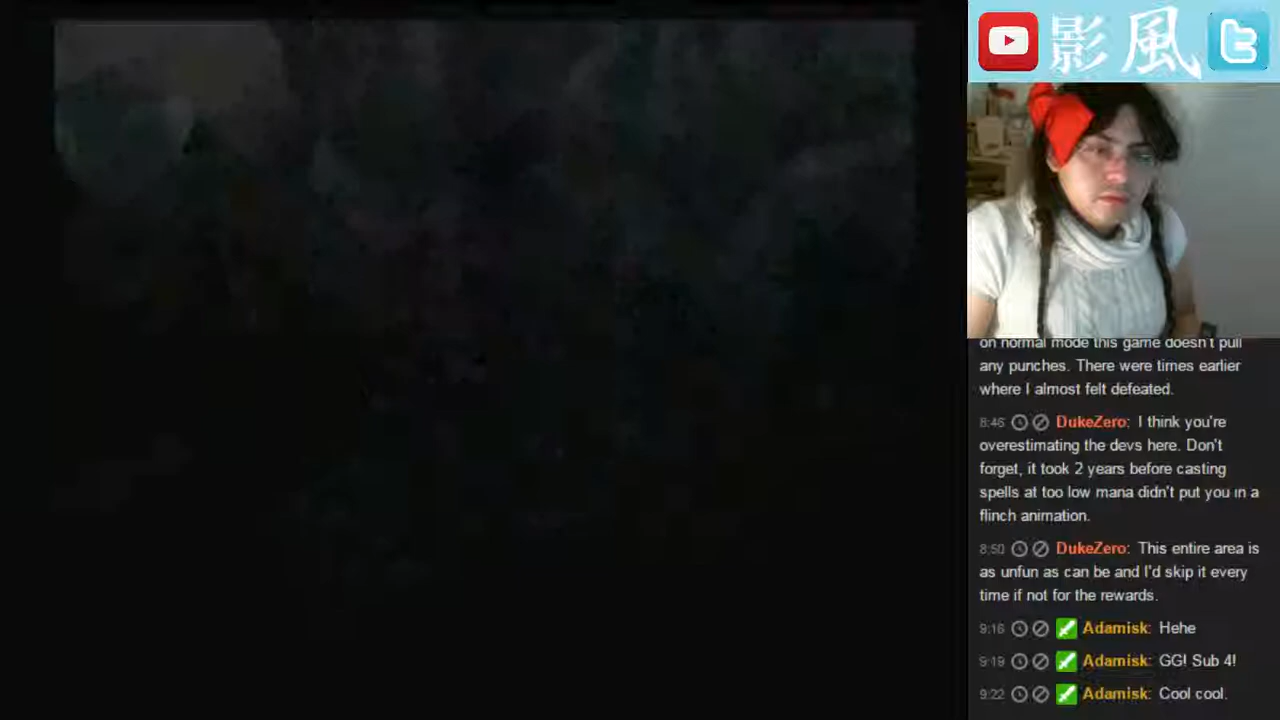 影風
on normal mode this game doesn't pull
any punches. There were times earlier
where I almost felt defeated.
8:46 DukeZero: I think you're
overestimating the devs here. Don't
forget, it took 2 years before casting
spells at too low mana didn't put you in a
flinch animation.
8:50 DukeZero: This entire area is
as unfun as can be and I'd skip it every
time if not for the rewards.
9:16 Adamisk: Hehe
9:19 Adamisk: GG! Sub 4!
9:22 Adamisk: Cool cool.